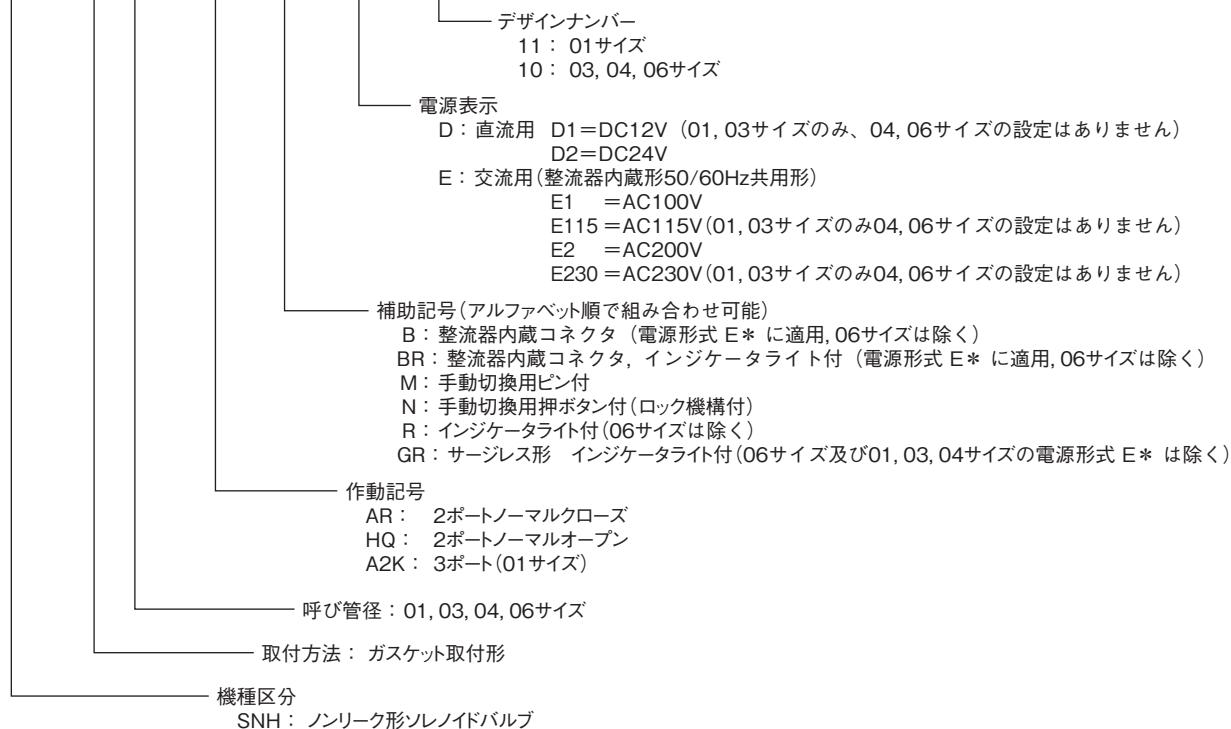 デザインナンバー
11：01サイズ
10：03, 04, 06サイズ
電源表示
D：直流用 D1＝DC12V（01, 03サイズのみ、04, 06サイズの設定はありません）
D2＝DC24V
E：交流用（整流器内蔵形50/60Hz共用形）
E1 ＝AC100V
E115＝AC115V（01, 03サイズのみ04, 06サイズの設定はありません）
E2 ＝AC200V
E230＝AC230V（01, 03サイズのみ04, 06サイズの設定はありません）
補助記号（アルファベット順で組み合わせ可能）
B：整流器内蔵コネクタ（電源形式 E＊ に適用, 06サイズは除く）
BR：整流器内蔵コネクタ, インジケータライト付（電源形式 E＊ に適用, 06サイズは除く）
M：手動切換用ピン付
N：手動切換用押ボタン付（ロック機構付）
R：インジケータライト付（06サイズは除く）
GR：サージレス形 インジケータライト付（06サイズ及び01, 03, 04サイズの電源形式 E＊ は除く）
作動記号
AR： 2ポートノーマルクローズ
HQ： 2ポートノーマルオープン
A2K：3ポート（01サイズ）
呼び管径：01, 03, 04, 06サイズ
取付方法：ガスケット取付形
機種区分
SNH：ノンリーク形ソレノイドバルブ